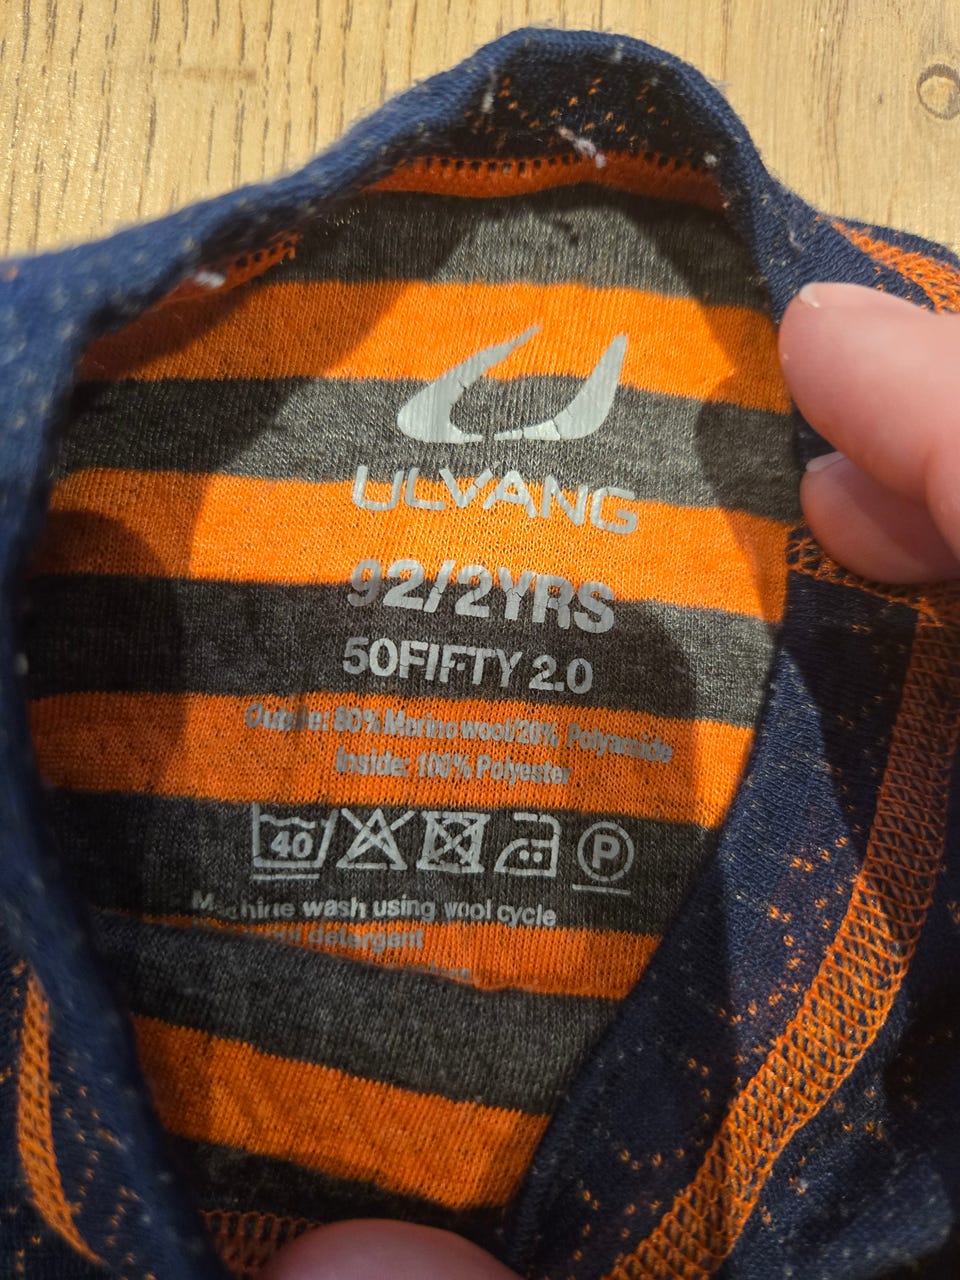 ULVANG
92/2YRS
50FIFTY 2.0
Outside: 80% Merino wool/20% Polyamide
Inside: 100% Polyester
40 P
Machine wash using wool cycle
detergent